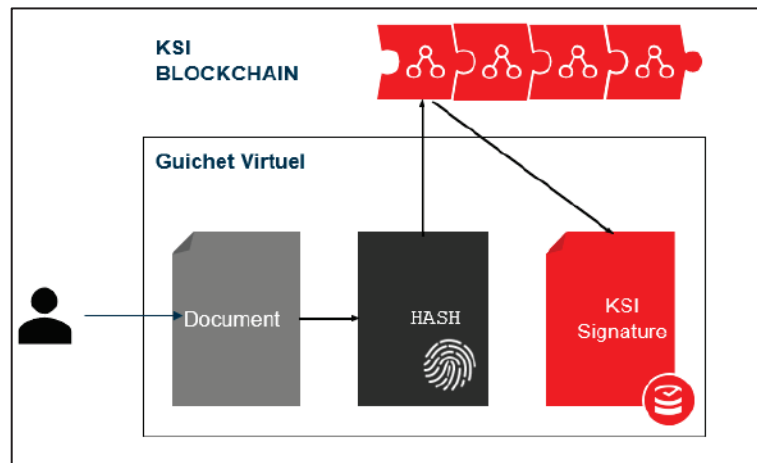 KSI
BLOCKCHAIN
Guichet Virtuel
Document
HASH
KSI
Signature